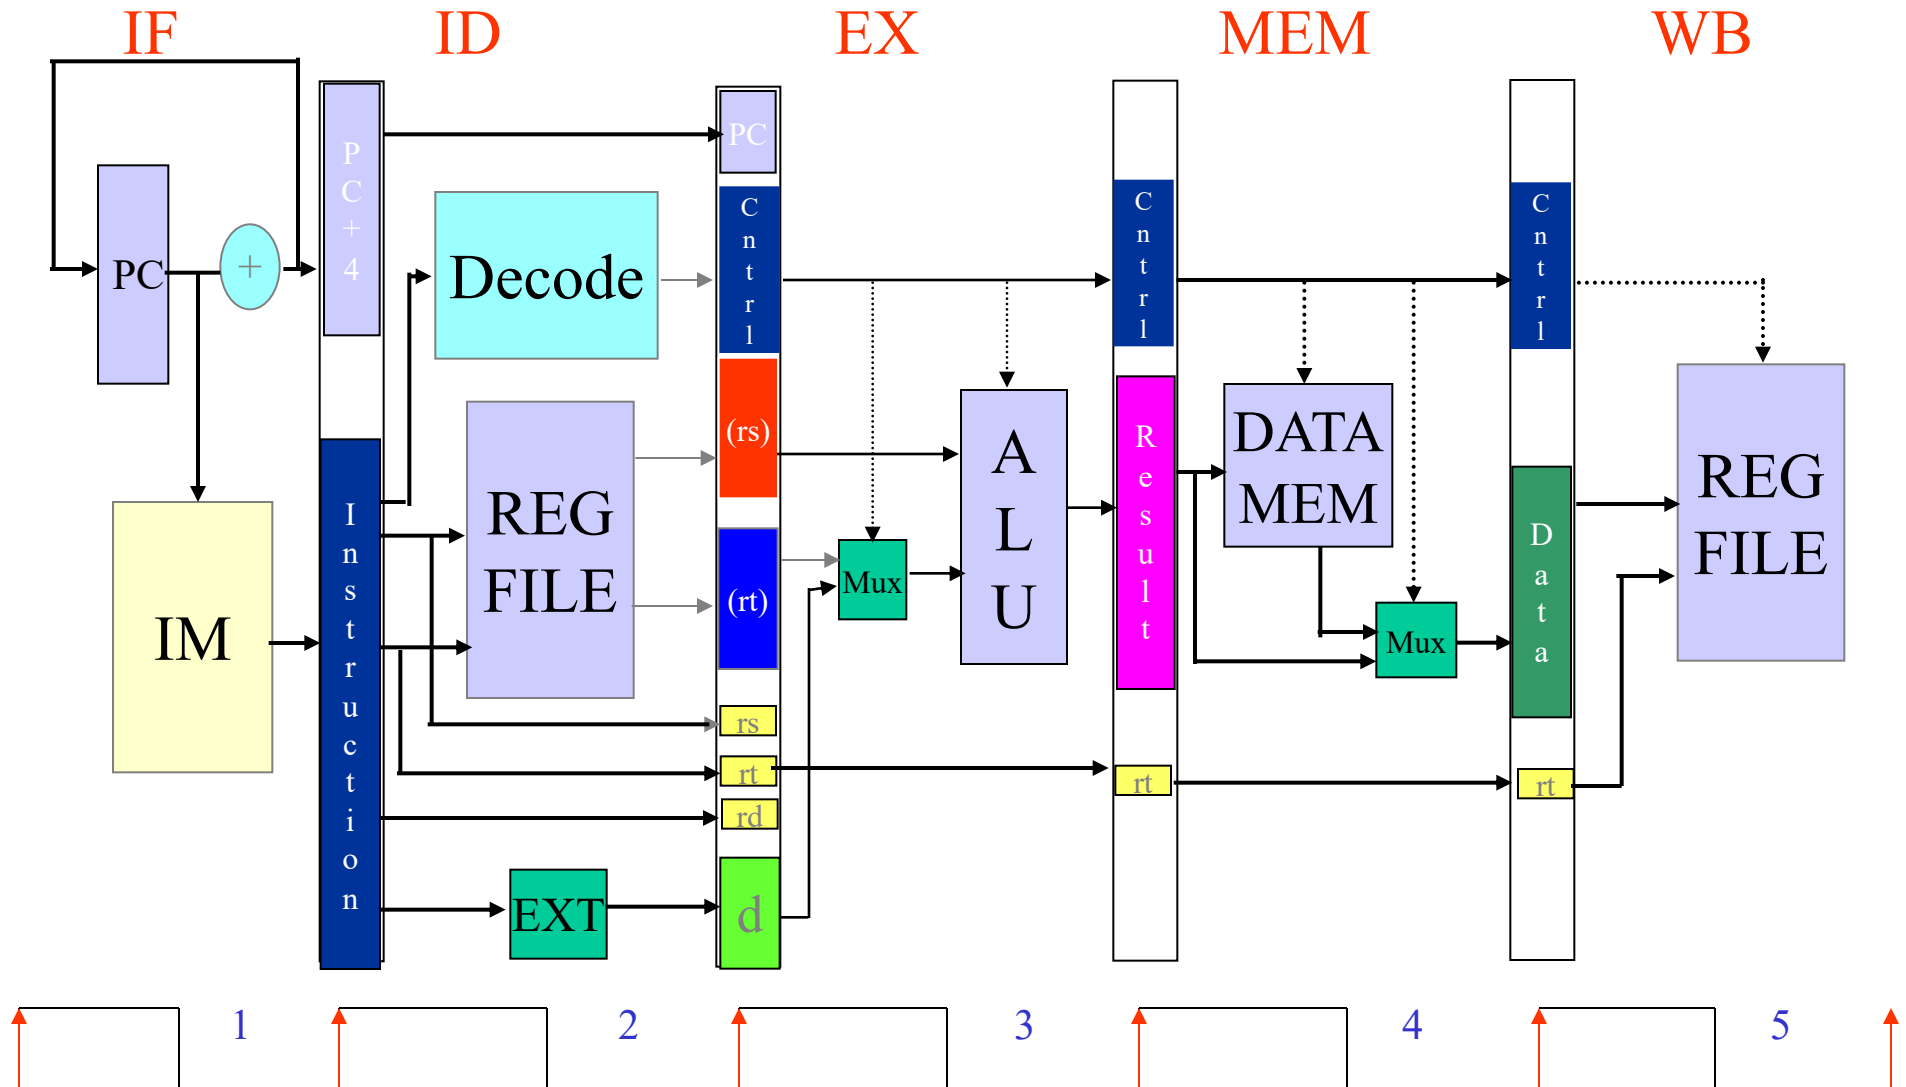 IF
ID
EX
MEM
WB
PC
+
IM
PC+4
Instruction
Decode
REG
FILE
EXT
PC
Cntrl
(rs)
(rt)
rs
rt
rd
d
Mux
ALU
Cntrl
Result
rt
DATA
MEM
Mux
Cntrl
Data
rt
REG
FILE
1
2
3
4
5